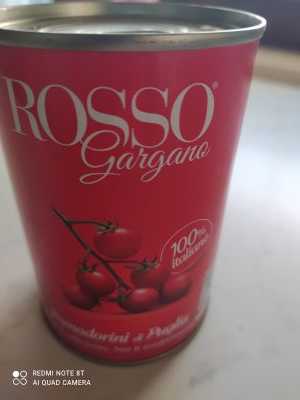 ROSSO®
Gargano
100%
italiano
Pomodorini di Puglia
REDMI NOTE 8T
AI QUAD CAMERA